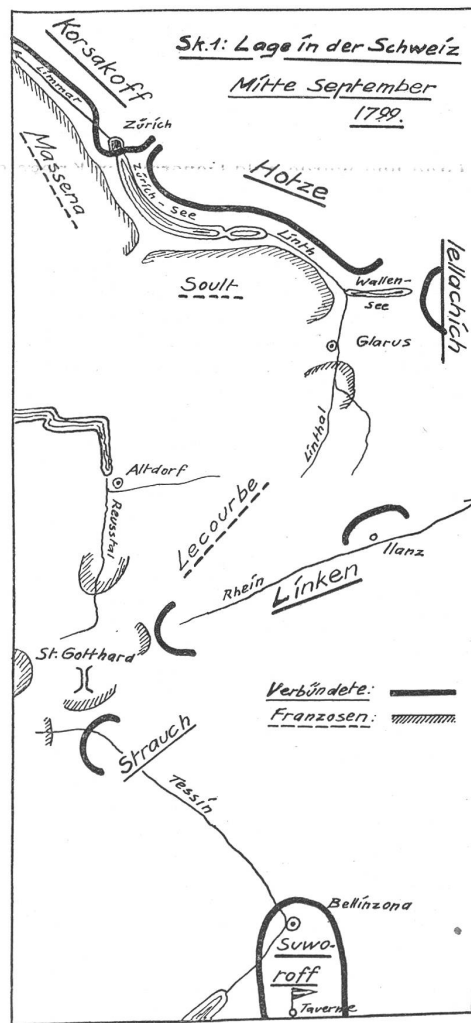 Sk.1: Lage in der Schweiz
Mitte September
1799.
Korsakoff
Limmat
Zürich
Massena
Zürich-see
Hotze
Linth
Soult
Wallen-
see
Iellachich
Glarus
Linthal
Altdorf
Reusstal
Lecourbe
Ilanz
Rhein
Linken
St. Gotthard
Verbündete:
Franzosen:
Strauch
Tessin
Bellinzona
Suwo-
roff
Taverne